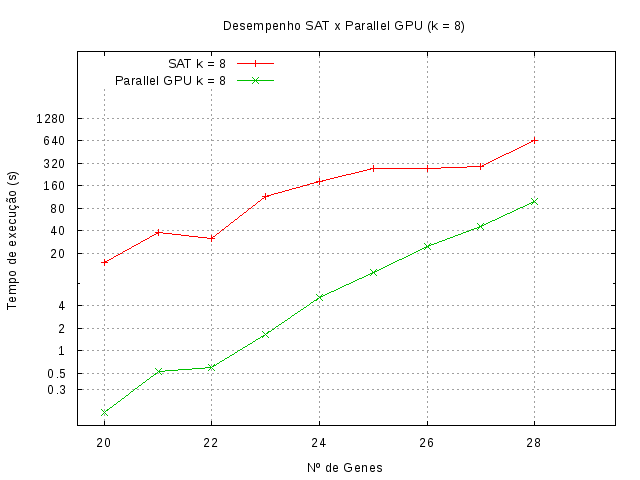 Desempenho SAT x Parallel GPU (k = 8)
SAT k = 8
Parallel GPU k = 8
1280
640
320
160
80
40
20
4
2
1
0.5
0.3
Tempo de execução (s)
20 22 24 26 28
Nº de Genes